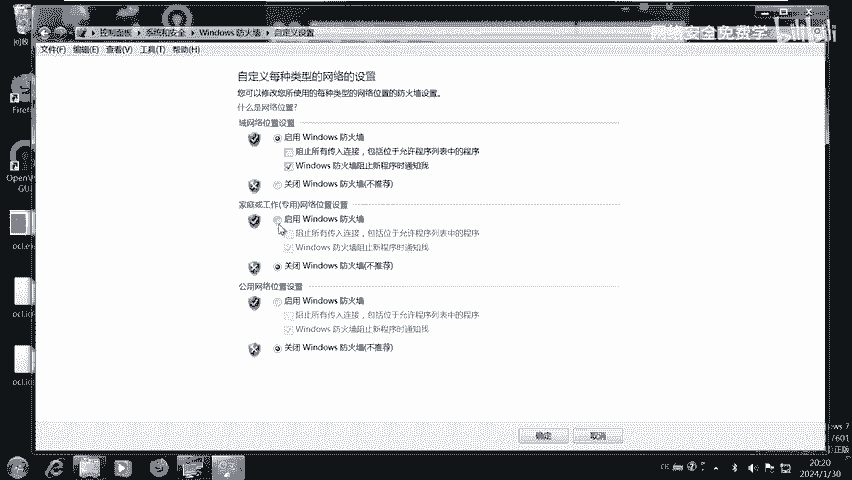 网络安全免费学
bilibili
控制面板 ▸ 系统和安全 ▸ Windows 防火墙 ▸ 自定义设置
文件(F) 编辑(E) 查看(V) 工具(T) 帮助(H)
自定义每种类型的网络的设置
您可以修改您所使用的每种类型的网络位置的防火墙设置。
什么是网络位置?
域网络位置设置
启用 Windows 防火墙
阻止所有传入连接，包括位于允许程序列表中的程序
Windows 防火墙阻止新程序时通知我
关闭 Windows 防火墙(不推荐)
家庭或工作(专用)网络位置设置
启用 Windows 防火墙
阻止所有传入连接，包括位于允许程序列表中的程序
Windows 防火墙阻止新程序时通知我
关闭 Windows 防火墙(不推荐)
公用网络位置设置
启用 Windows 防火墙
阻止所有传入连接，包括位于允许程序列表中的程序
Windows 防火墙阻止新程序时通知我
关闭 Windows 防火墙(不推荐)
确定 取消
20:20
2024/1/30